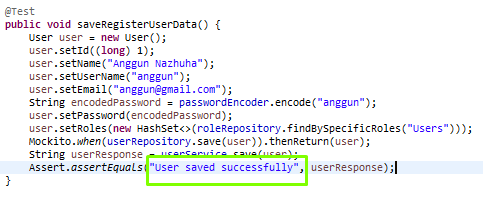 @Test
public void saveRegisterUserData() {
User user = new User();
user.setId((long) 1);
user.setName("Anggun Nazhuha");
user.setUserName("anggun");
user.setEmail("anggun@gmail.com");
String encodedPassword = passwordEncoder.encode("anggun");
user.setPassword(encodedPassword);
user.setRoles(new HashSet<>(roleRepository.findBySpecificRoles("Users")));
Mockito.when(userRepository.save(user)).thenReturn(user);
String userResponse = userService.save(user);
Assert.assertEquals("User saved successfully", userResponse);
}